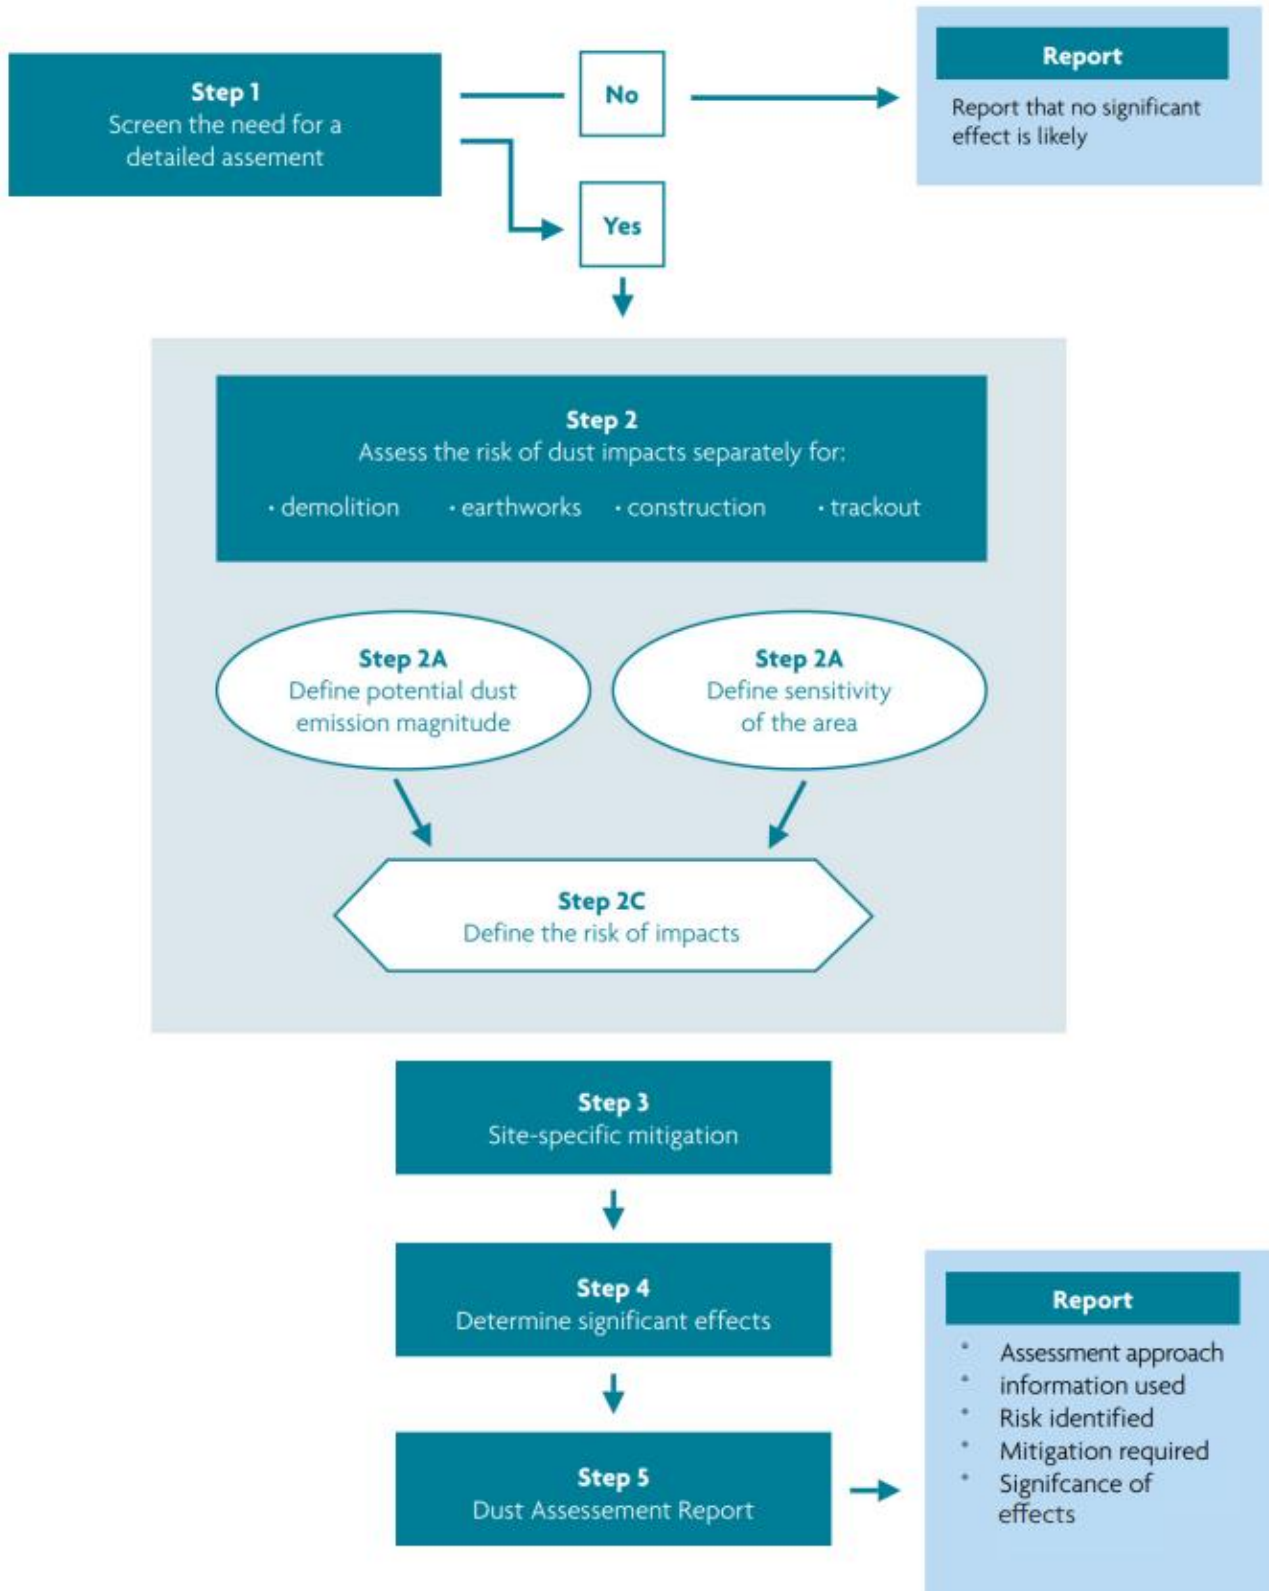 Step 1
Screen the need for a
detailed assement
No
Yes
Report
Report that no significant
effect is likely
Step 2
Assess the risk of dust impacts separately for:
· demolition · earthworks · construction · trackout
Step 2A
Define potential dust
emission magnitude
Step 2A
Define sensitivity
of the area
Step 2C
Define the risk of impacts
Step 3
Site-specific mitigation
Step 4
Determine significant effects
Step 5
Dust Assessement Report
Report
• Assessment approach
• information used
• Risk identified
• Mitigation required
• Signifcance of
effects